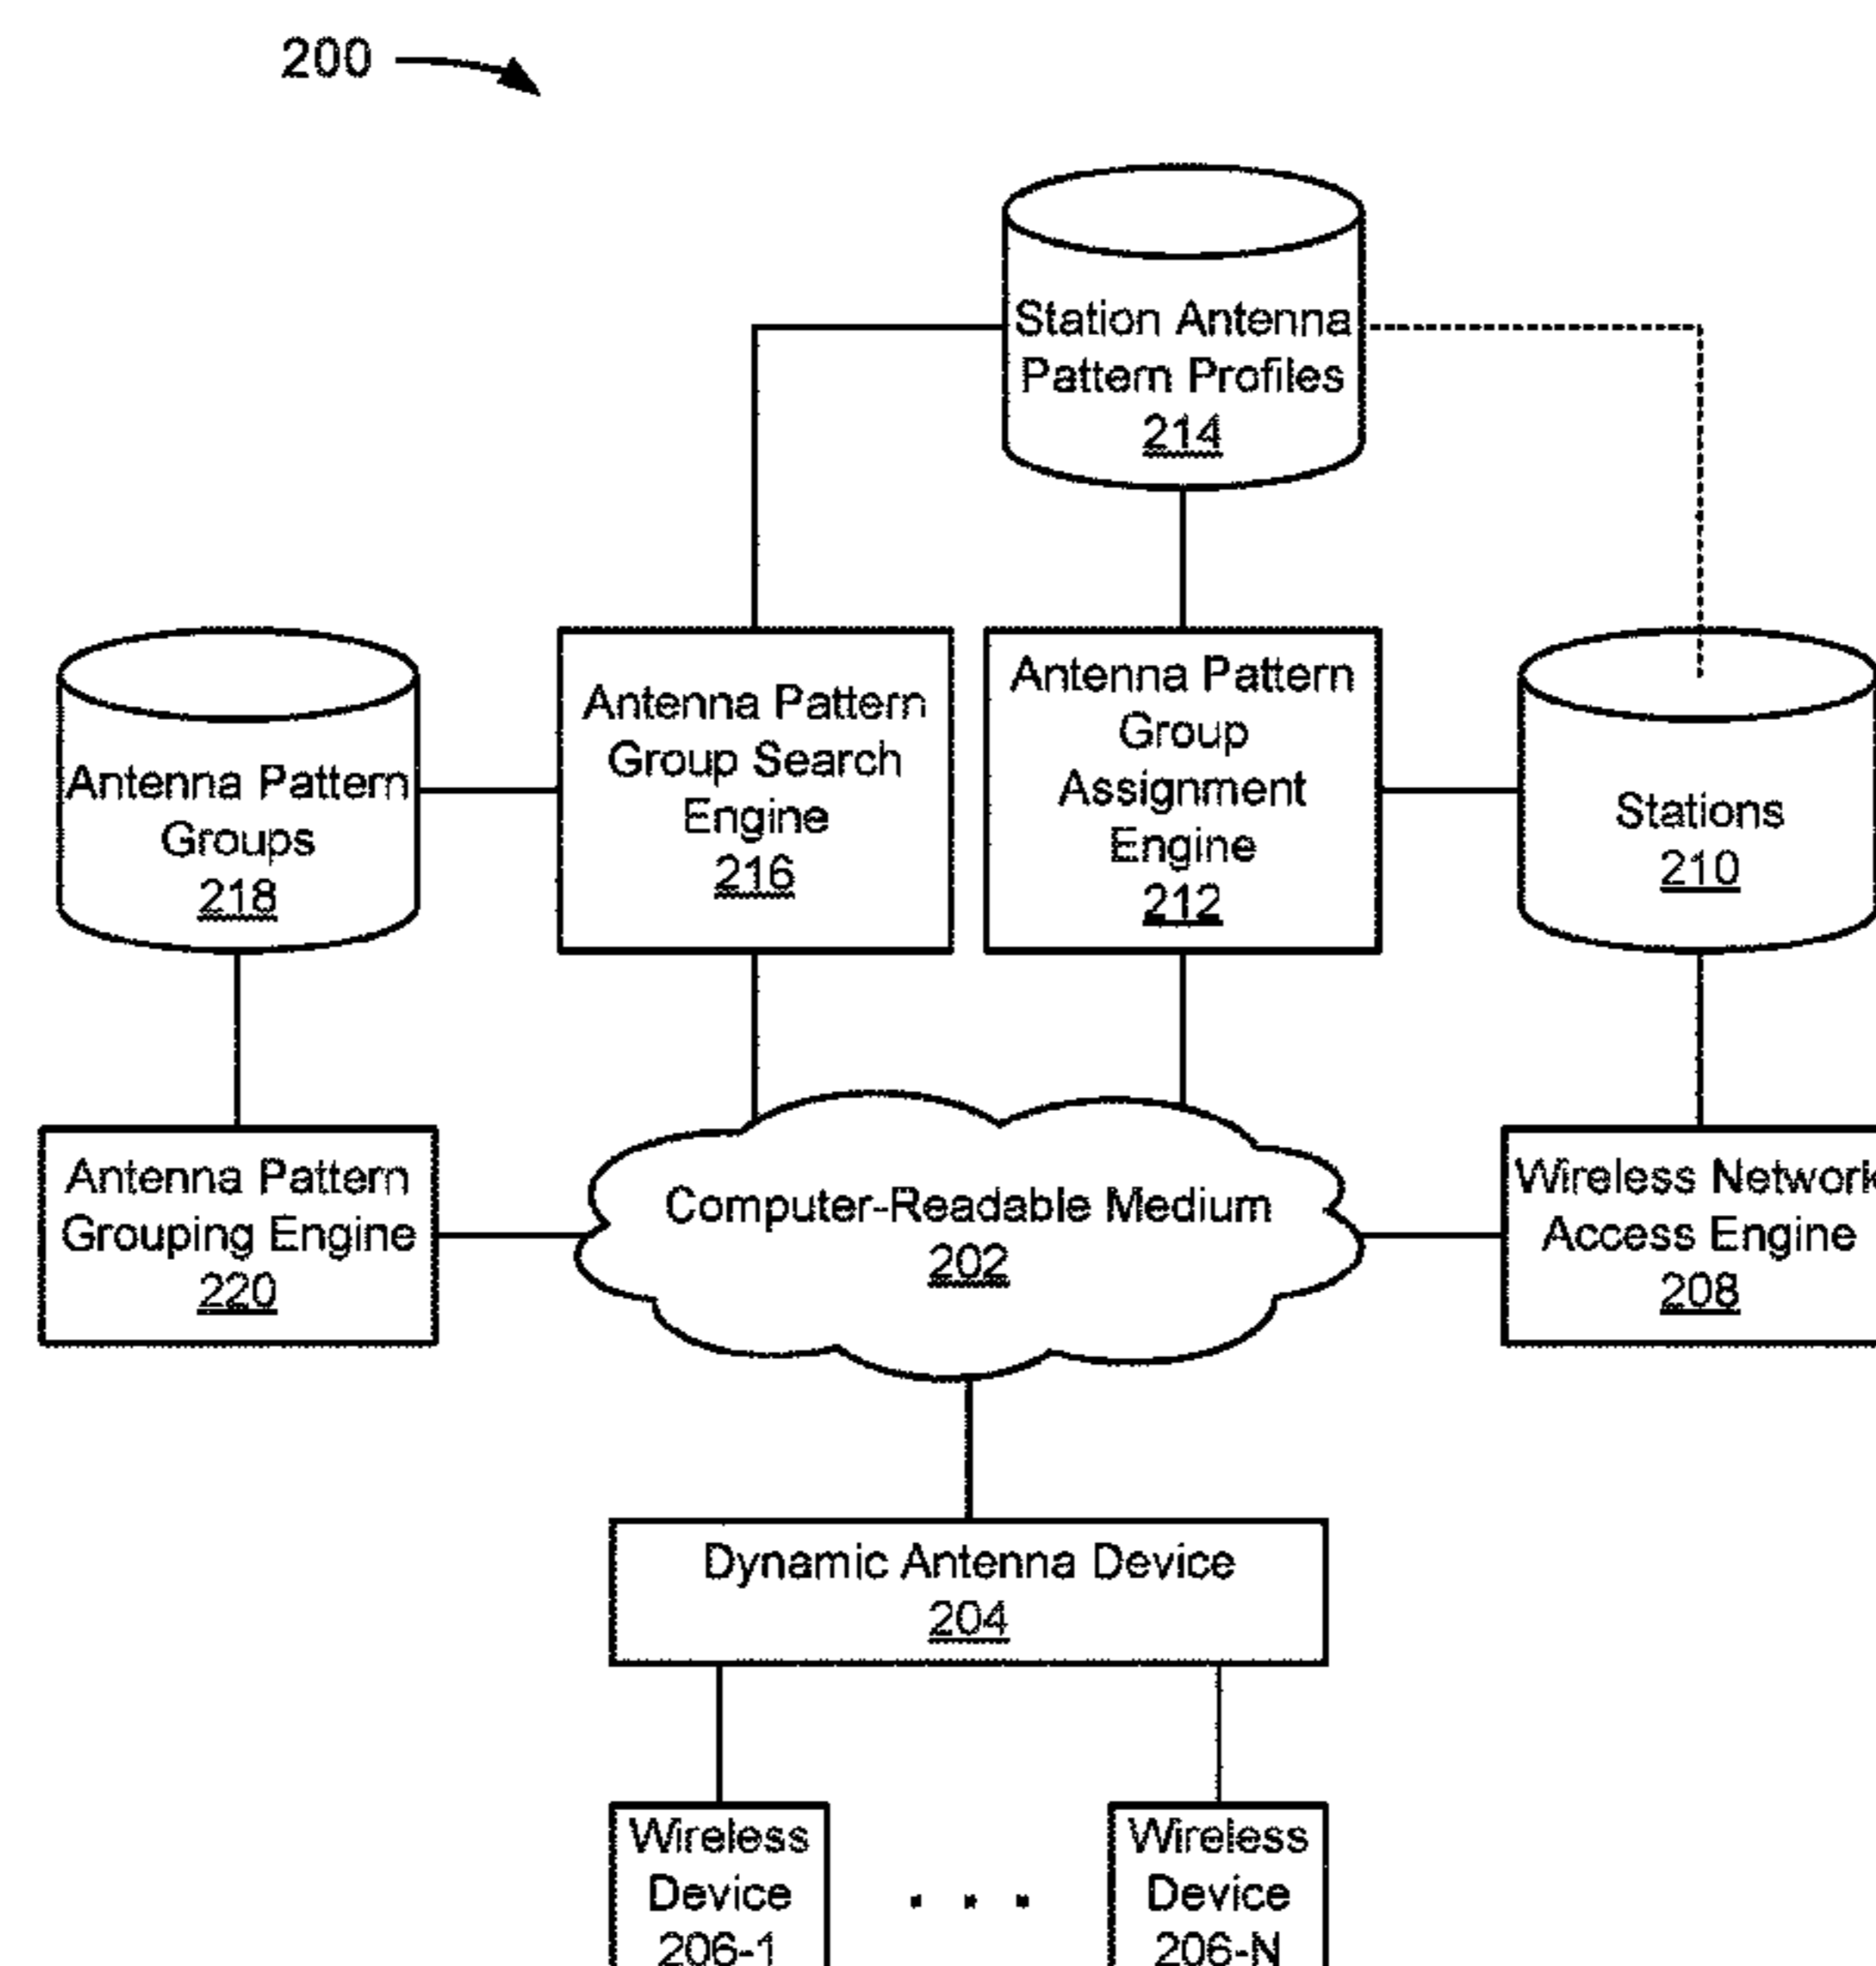 200
Station Antenna
Pattern Profiles
214
Antenna Pattern
Groups
218
Antenna Pattern
Group Search
Engine
216
Antenna Pattern
Group
Assignment
Engine
212
Stations
210
Antenna Pattern
Grouping Engine
220
Computer-Readable Medium
202
Wireless Network
Access Engine
208
Dynamic Antenna Device
204
Wireless
Device
206-1
. . .
Wireless
Device
206-N